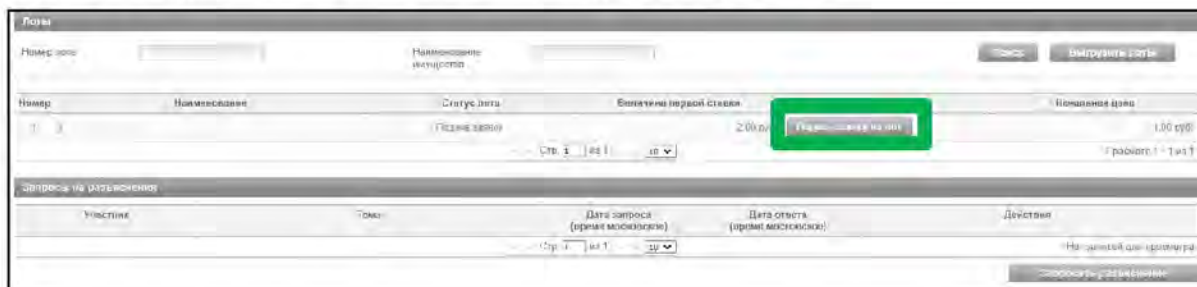 Лоты
Номер лота
Наименование
имущества
Поиск
Выгрузить лоты
Номер Наименование Статус лота Величина первой ставки Начальная цена
1 Подача заявок 2.00 Подать заявку на лот 1.00 руб.
Стр. 1 из 1 10 Просмотр 1 - 1 из 1
Запросы на разъяснения
Участник Тема Дата запроса Дата ответа Действия
(время московское) (время московское)
Стр. 1 из 1 10 Нет записей для просмотра
Запросить разъяснение